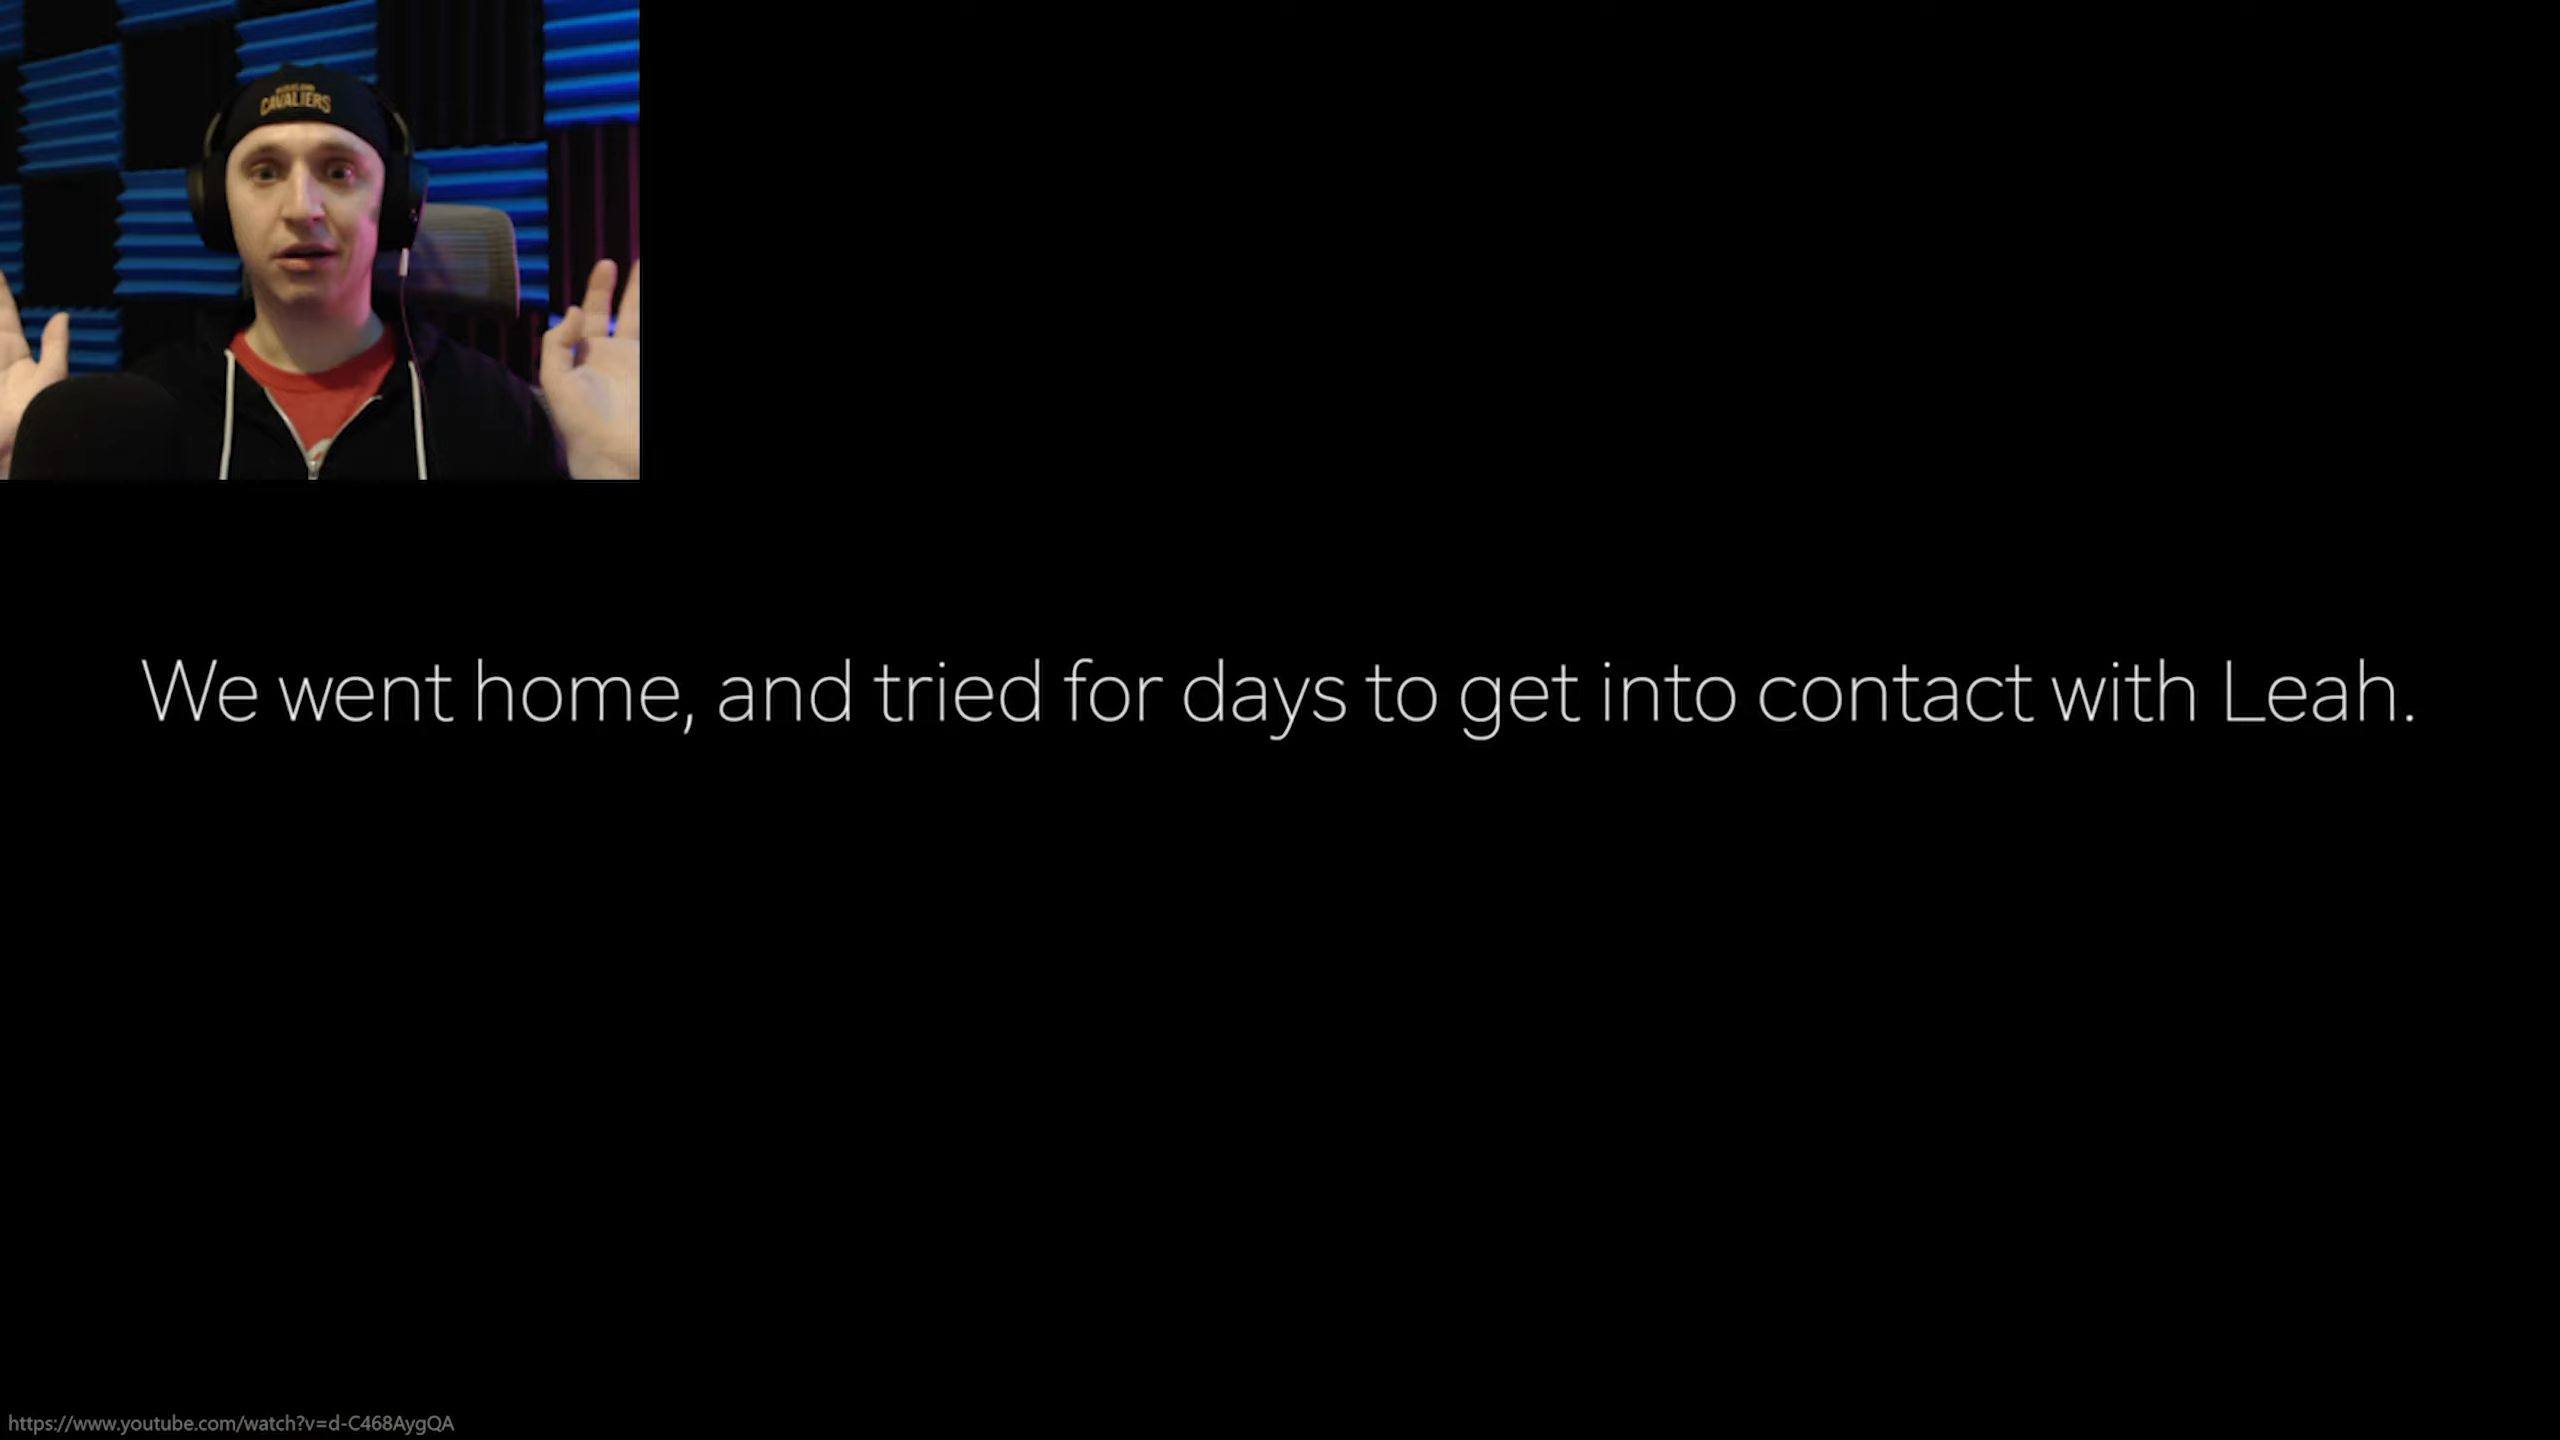 CAVALIERS
We went home, and tried for days to get into contact with Leah.
https://www.youtube.com/watch?v=d-C468AygQA